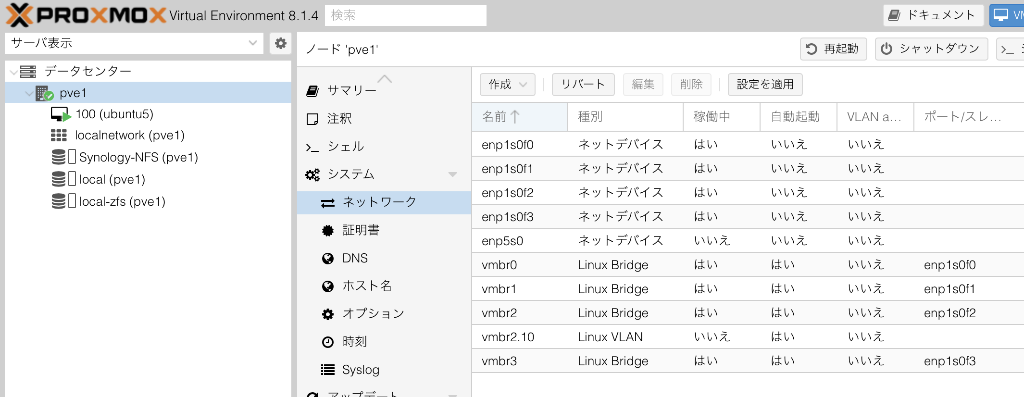 PROXMOX Virtual Environment 8.1.4 検索 ドキュメント
サーバ表示 ノード 'pve1' 再起動 シャットダウン
データセンター
pve1
100 (ubuntu5)
localnetwork (pve1)
Synology-NFS (pve1)
local (pve1)
local-zfs (pve1)
サマリー
注釈
シェル
システム
ネットワーク
証明書
DNS
ホスト名
オプション
時刻
Syslog
アップデート
作成 リバート 編集 削除 設定を適用
名前 種別 稼働中 自動起動 VLAN a... ポート/スレ...
enp1s0f0 ネットデバイス はい いいえ いいえ
enp1s0f1 ネットデバイス はい いいえ いいえ
enp1s0f2 ネットデバイス はい いいえ いいえ
enp1s0f3 ネットデバイス はい いいえ いいえ
enp5s0 ネットデバイス いいえ いいえ いいえ
vmbr0 Linux Bridge はい はい いいえ enp1s0f0
vmbr1 Linux Bridge はい はい いいえ enp1s0f1
vmbr2 Linux Bridge はい はい いいえ enp1s0f2
vmbr2.10 Linux VLAN いいえ はい いいえ
vmbr3 Linux Bridge はい はい いいえ enp1s0f3